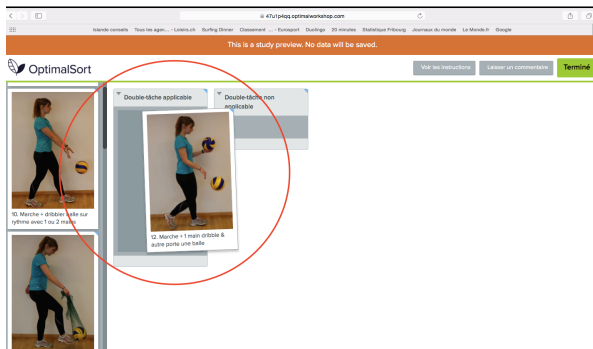 47u1p4qq.optimalworkshop.com
Islande conseils Tous les agen... - Loisirs.ch Surfing Dinner Classement ... - Eurosport Duolingo 20 minutes Statistique Fribourg Journaux du monde Le Monde.fr Google
This is a study preview. No data will be saved.
OptimalSort
Voir les instructions Laisser un commentaire Terminé
Double-tâche applicable
Double-tâche non
applicable
10. Marche + dribbler balle sur
rythme avec 1 ou 2 mains
12. Marche + 1 main dribble &
autre porte une balle